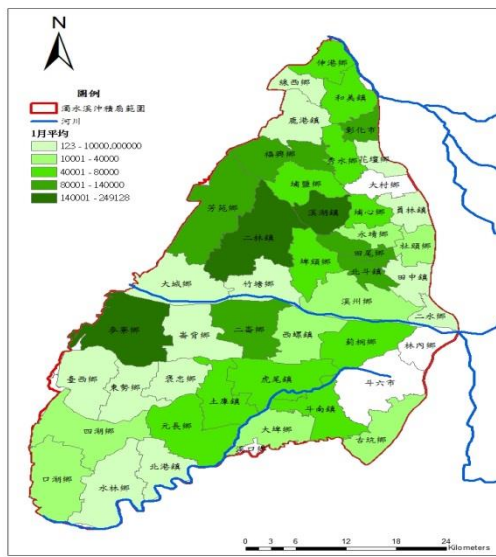 N
圖例
濁水溪沖積扇範圍
河川
1月平均
123 - 10000.000000
10001 - 40000
40001 - 80000
80001 - 140000
140001 - 249128
伸港鄉
線西鄉
和美鎮
鹿港鎮
彰化市
福興鄉
秀水鄉
花壇鄉
大村鄉
芳苑鄉
埔鹽鄉
溪湖鎮
埔心鄉
員林鎮
永靖鄉
社頭鄉
二林鎮
埤頭鄉
田尾鄉
北斗鎮
田中鎮
大城鄉
竹塘鄉
溪州鄉
二水鄉
麥寮鄉
崙背鄉
二崙鄉
西螺鎮
莿桐鄉
林內鄉
臺西鄉
東勢鄉
褒忠鄉
虎尾鎮
斗六市
土庫鎮
斗南鎮
四湖鄉
元長鄉
大埤鄉
古坑鄉
口湖鄉
水林鄉
北港鎮
0 3 6 12 18 24
Kilometers